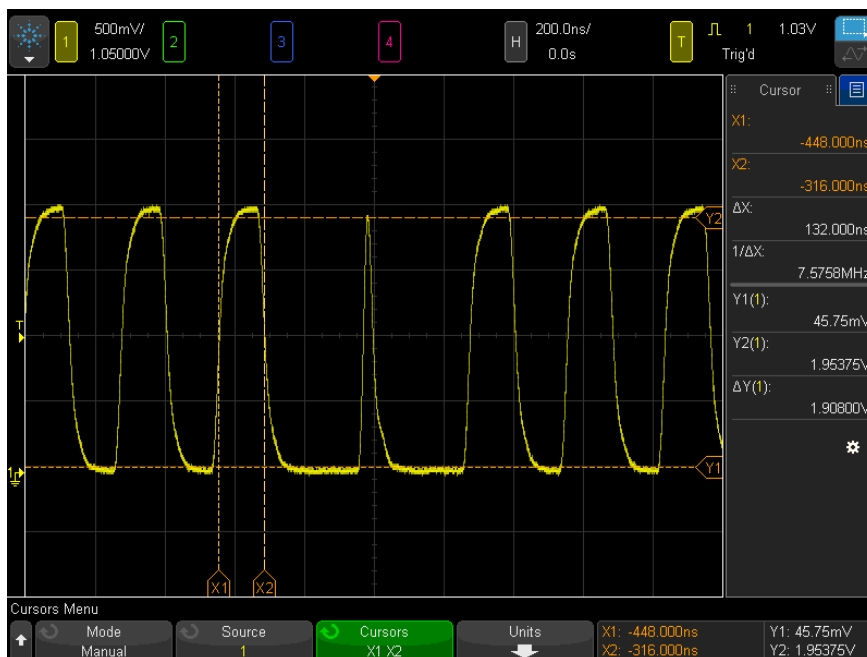 1 500mV/ 2 3 4 H 200.0ns/ T 1 1.03V
1.05000V 0.0s Trig'd
Cursor
X1:
-448.000ns
X2:
-316.000ns
ΔX:
132.000ns
1/ΔX:
7.5758MHz
Y1(1):
45.75mV
Y2(1):
1.95375V
ΔY(1):
1.90800V
Y2
T
1
Y1
X1 X2
Cursors Menu
Mode Source Cursors Units X1: -448.000ns Y1: 45.75mV
Manual 1 X1 X2 X2: -316.000ns Y2: 1.95375V